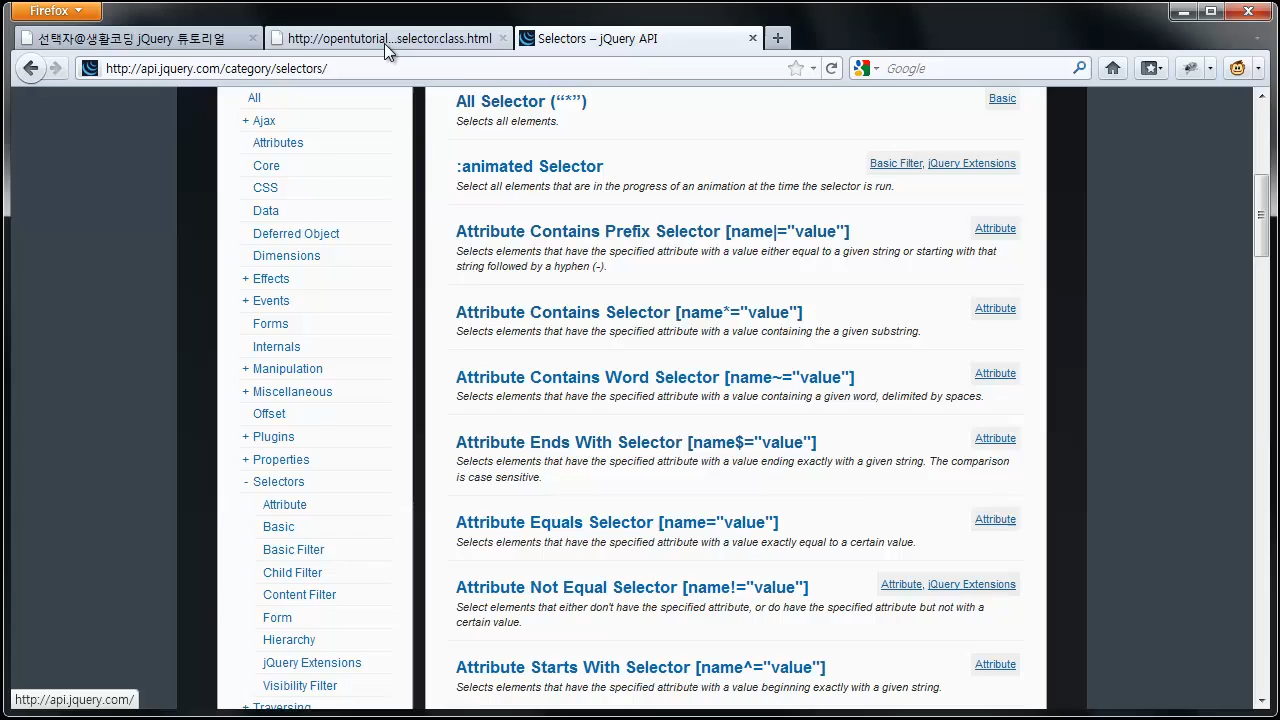 Firefox
선택자@생활코딩 jQuery 튜토리얼
http://opentutorial...selector.class.html
Selectors – jQuery API
http://api.jquery.com/category/selectors/
Google
All
+ Ajax
Attributes
Core
CSS
Data
Deferred Object
Dimensions
+ Effects
+ Events
Forms
Internals
+ Manipulation
+ Miscellaneous
Offset
+ Plugins
+ Properties
- Selectors
Attribute
Basic
Basic Filter
Child Filter
Content Filter
Form
Hierarchy
jQuery Extensions
Visibility Filter
+ Traversing
All Selector (“*”)
Basic
Selects all elements.
:animated Selector
Basic Filter, jQuery Extensions
Select all elements that are in the progress of an animation at the time the selector is run.
Attribute Contains Prefix Selector [name|="value"]
Attribute
Selects elements that have the specified attribute with a value either equal to a given string or starting with that
string followed by a hyphen (-).
Attribute Contains Selector [name*="value"]
Attribute
Selects elements that have the specified attribute with a value containing the a given substring.
Attribute Contains Word Selector [name~="value"]
Attribute
Selects elements that have the specified attribute with a value containing a given word, delimited by spaces.
Attribute Ends With Selector [name$="value"]
Attribute
Selects elements that have the specified attribute with a value ending exactly with a given string. The comparison
is case sensitive.
Attribute Equals Selector [name="value"]
Attribute
Selects elements that have the specified attribute with a value exactly equal to a certain value.
Attribute Not Equal Selector [name!="value"]
Attribute, jQuery Extensions
Select elements that either don't have the specified attribute, or do have the specified attribute but not with a
certain value.
Attribute Starts With Selector [name^="value"]
Attribute
Selects elements that have the specified attribute with a value beginning exactly with a given string.
http://api.jquery.com/